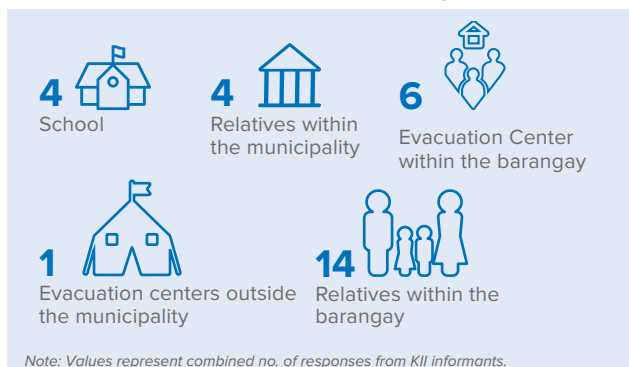 4
School
4
Relatives within
the municipality
6
Evacuation Center
within the barangay
1
Evacuation centers outside
the municipality
14
Relatives within the
barangay
Note: Values represent combined no. of responses from KII informants.